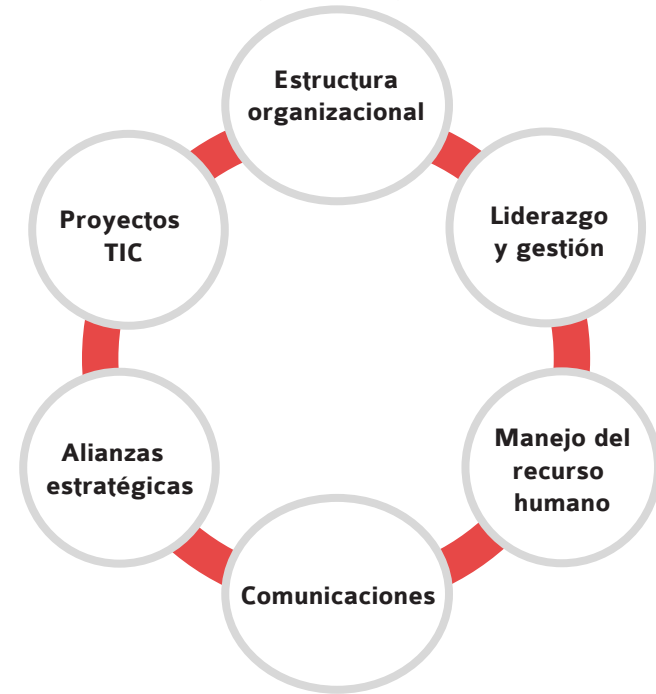 Estructura
organizacional
Liderazgo
y gestión
Manejo del
recurso
humano
Comunicaciones
Alianzas
estratégicas
Proyectos
TIC